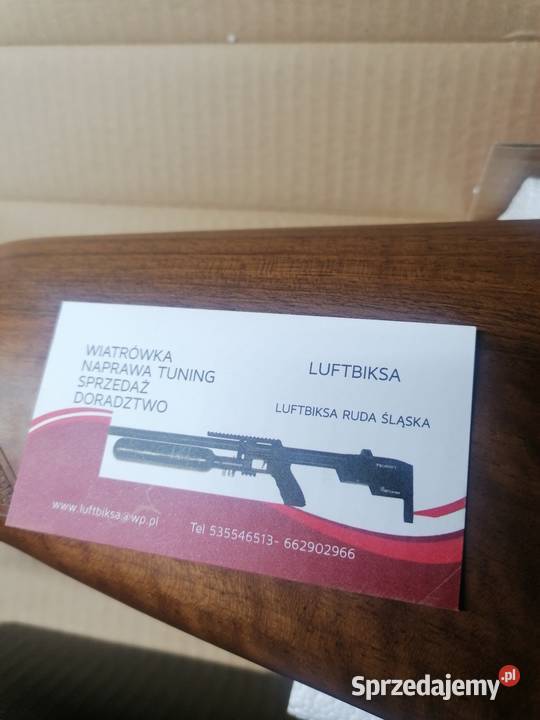 WIATRÓWKA
NAPRAWA TUNING
SPRZEDAŻ
DORADZTWO
LUFTBIKSA
LUFTBIKSA RUDA ŚLĄSKA
www.luftbiksa@wp.pl
Tel 535546513- 662902966
Sprzedajemy.pl